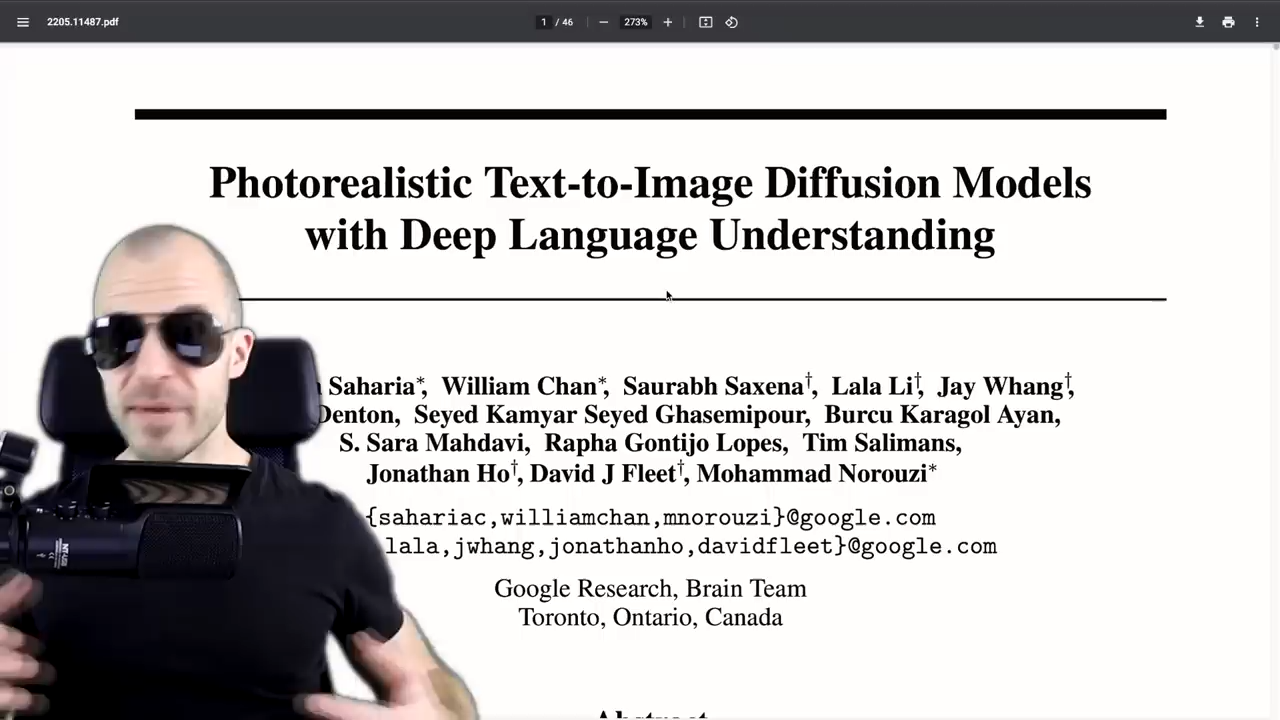 2205.11487.pdf
1 / 46
273%
Photorealistic Text-to-Image Diffusion Models
with Deep Language Understanding
Saharia*, William Chan*, Saurabh Saxena†, Lala Li†, Jay Whang†,
Denton, Seyed Kamyar Seyed Ghasemipour, Burcu Karagol Ayan,
S. Sara Mahdavi, Rapha Gontijo Lopes, Tim Salimans,
Jonathan Ho†, David J Fleet†, Mohammad Norouzi*
{sahariac,williamchan,mnorouzi}@google.com
lala,jwhang,jonathanho,davidfleet}@google.com
Google Research, Brain Team
Toronto, Ontario, Canada
Abstract